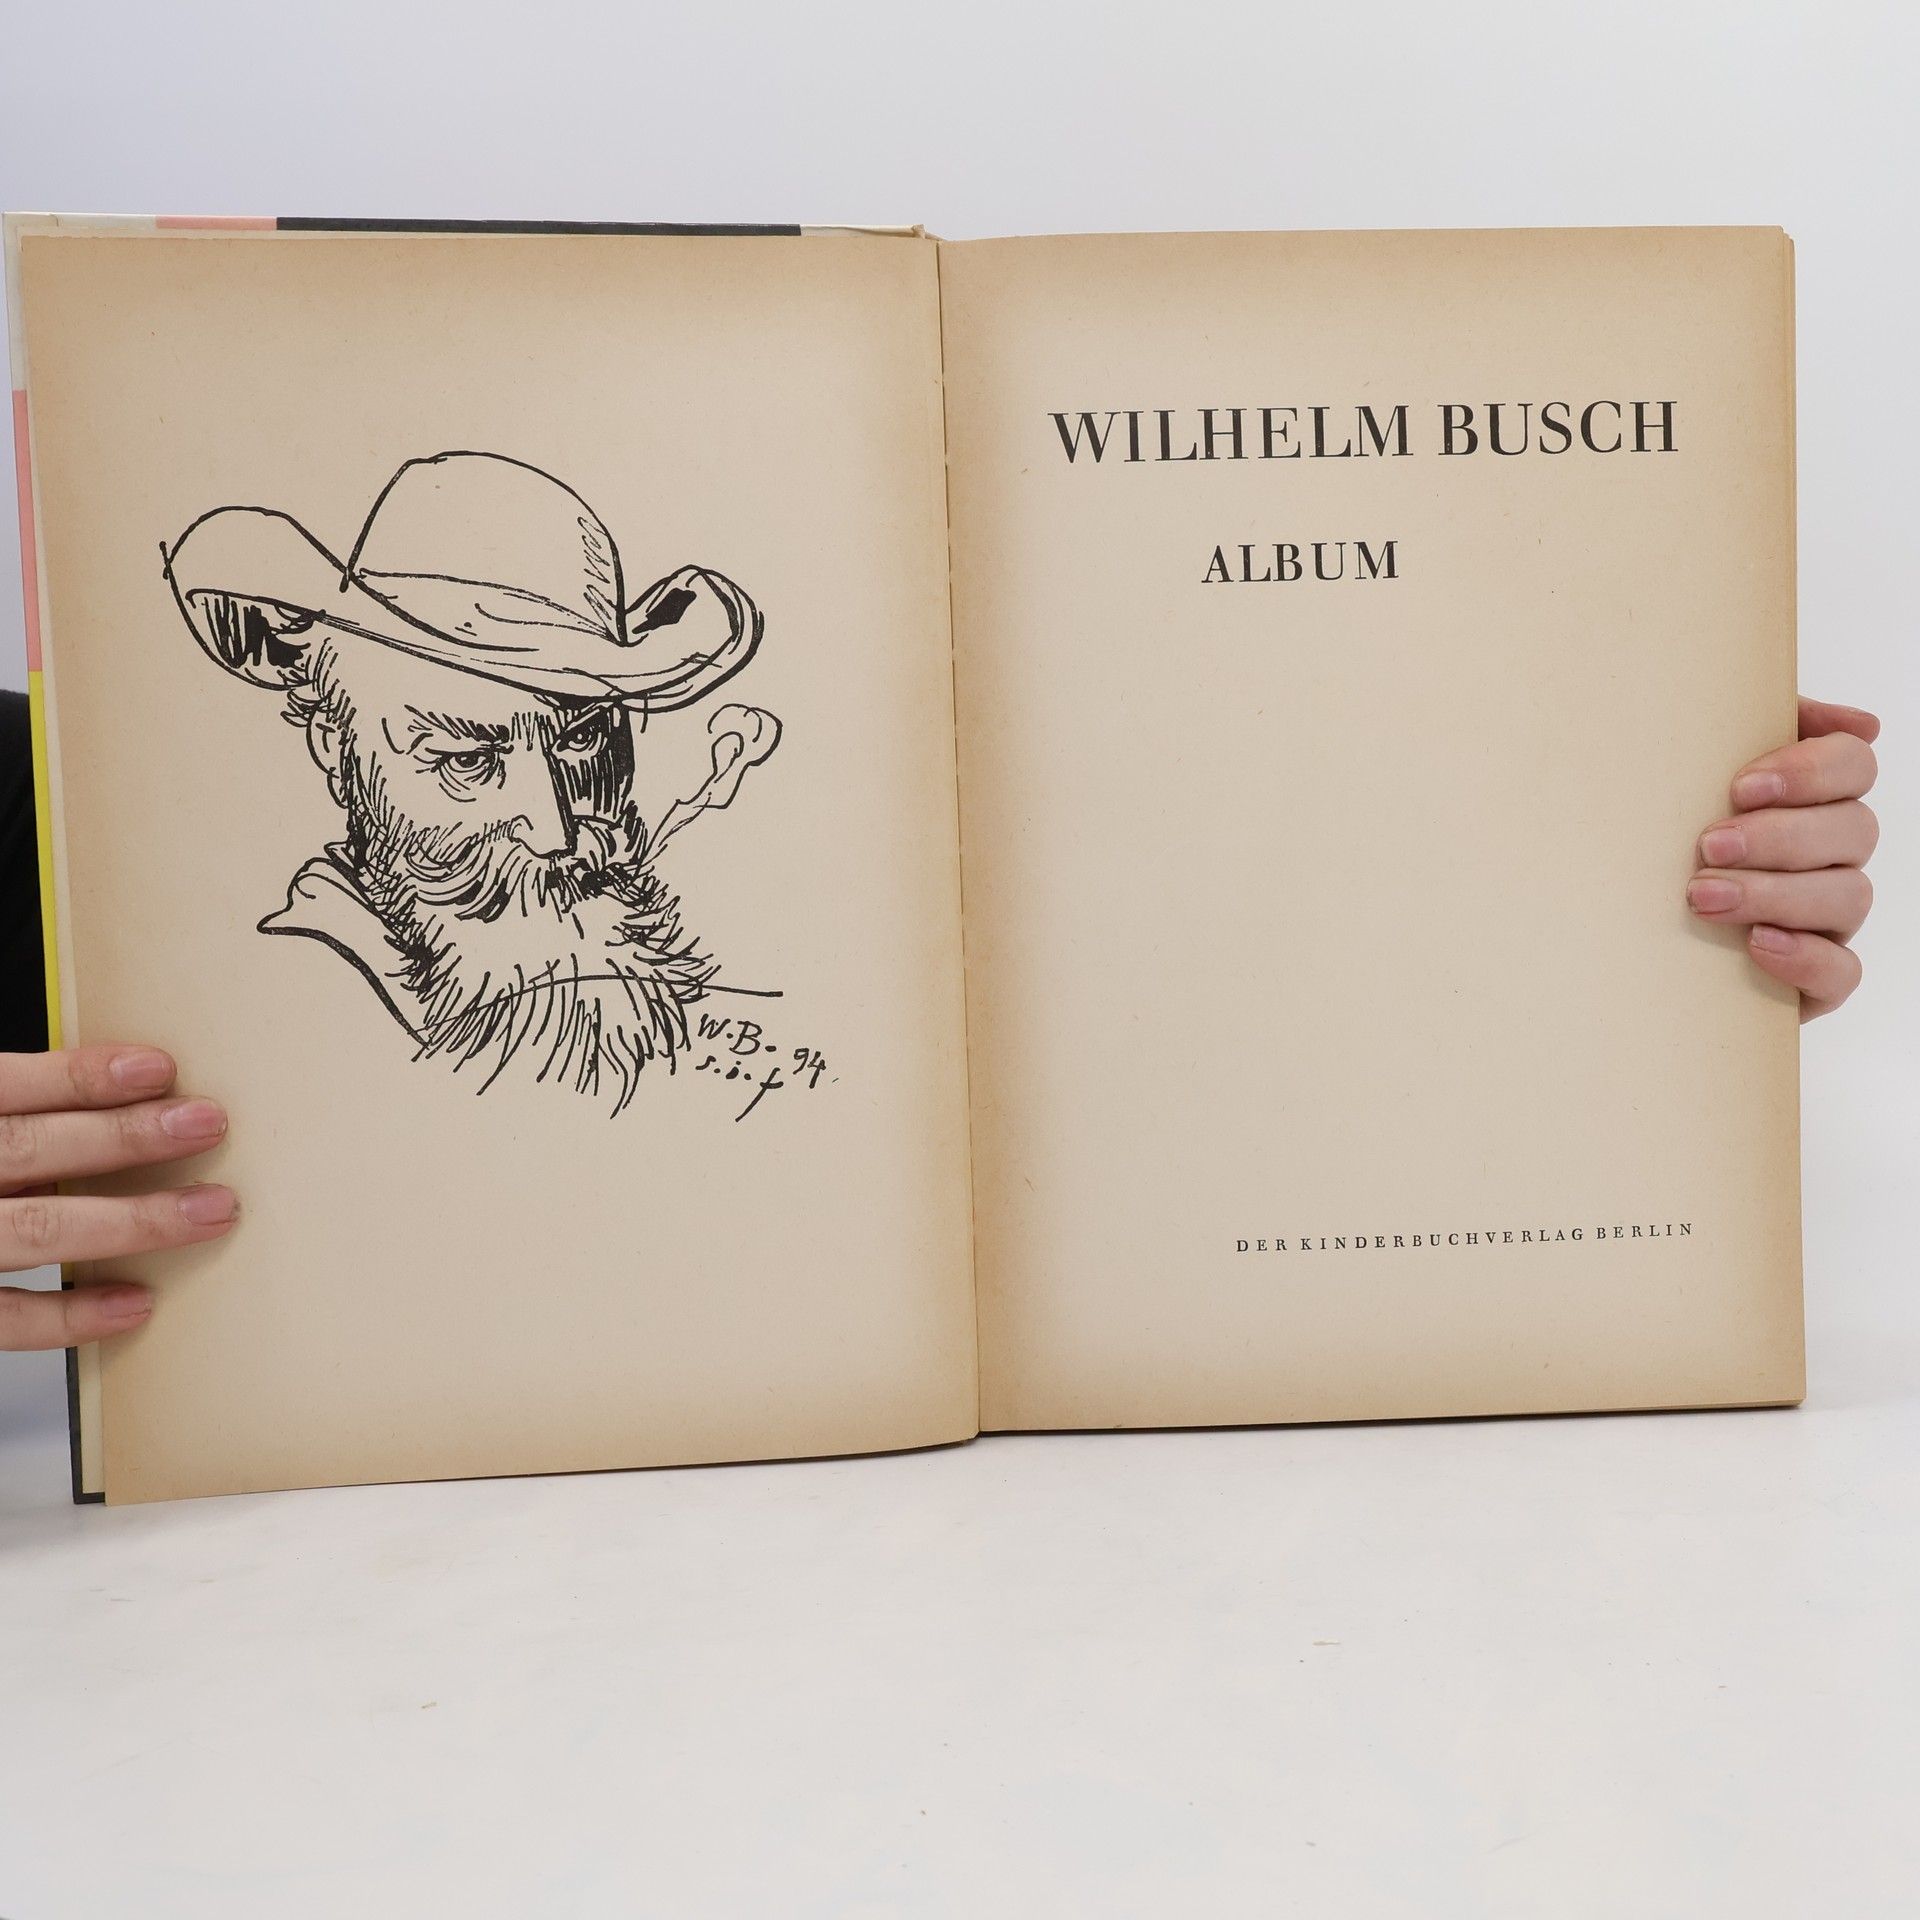 W. B.
s. i. f 94
WILHELM BUSCH
ALBUM
DER KINDERBUCHVERLAG BERLIN